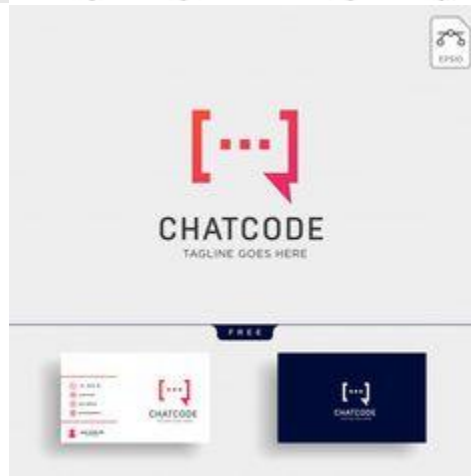 EPS10
[...]
CHATCODE
TAGLINE GOES HERE
FREE
[...]
CHATCODE
[...]
CHATCODE